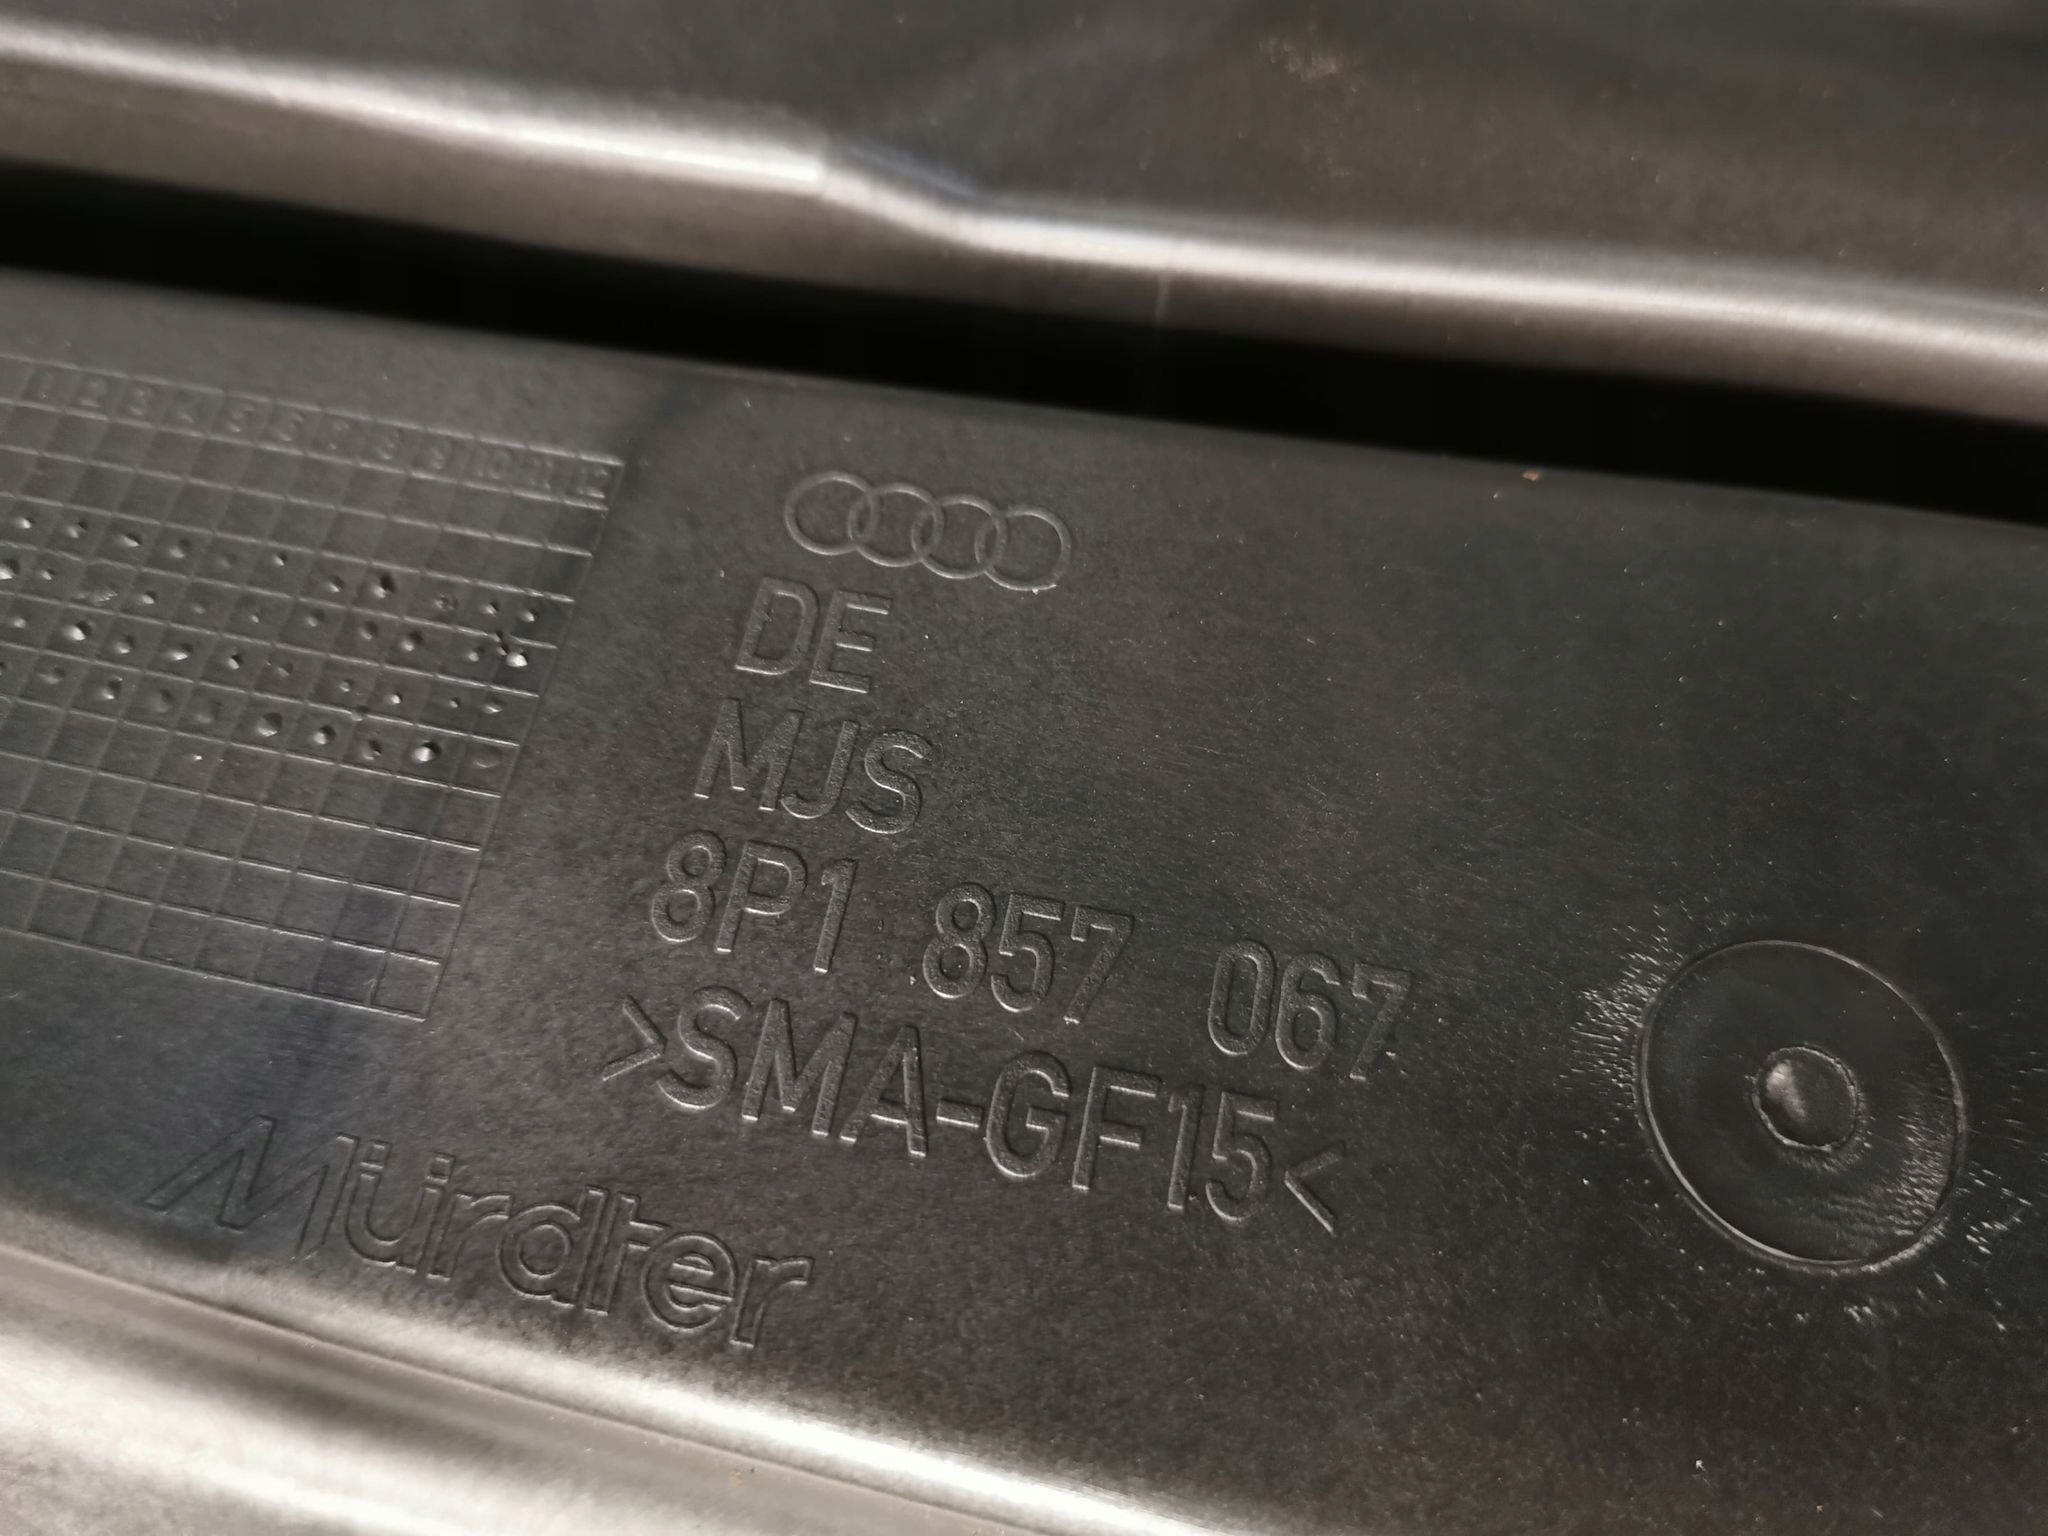 1 2 3 4 5 6 7 8 9 10 11 12
DE
MJS
8P1 857 067
>SMA-GF15<
Mürdter